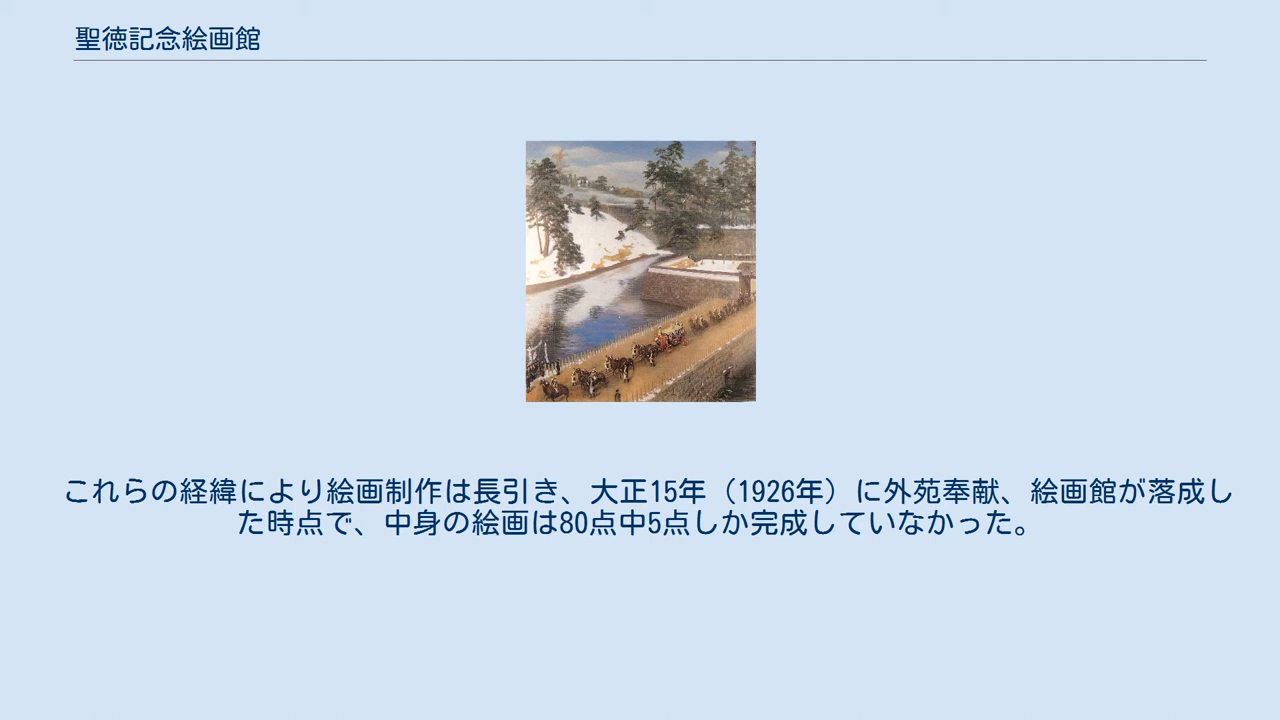 聖徳記念絵画館
これらの経緯により絵画制作は長引き、大正15年（1926年）に外苑奉献、絵画館が落成し
た時点で、中身の絵画は80点中5点しか完成していなかった。